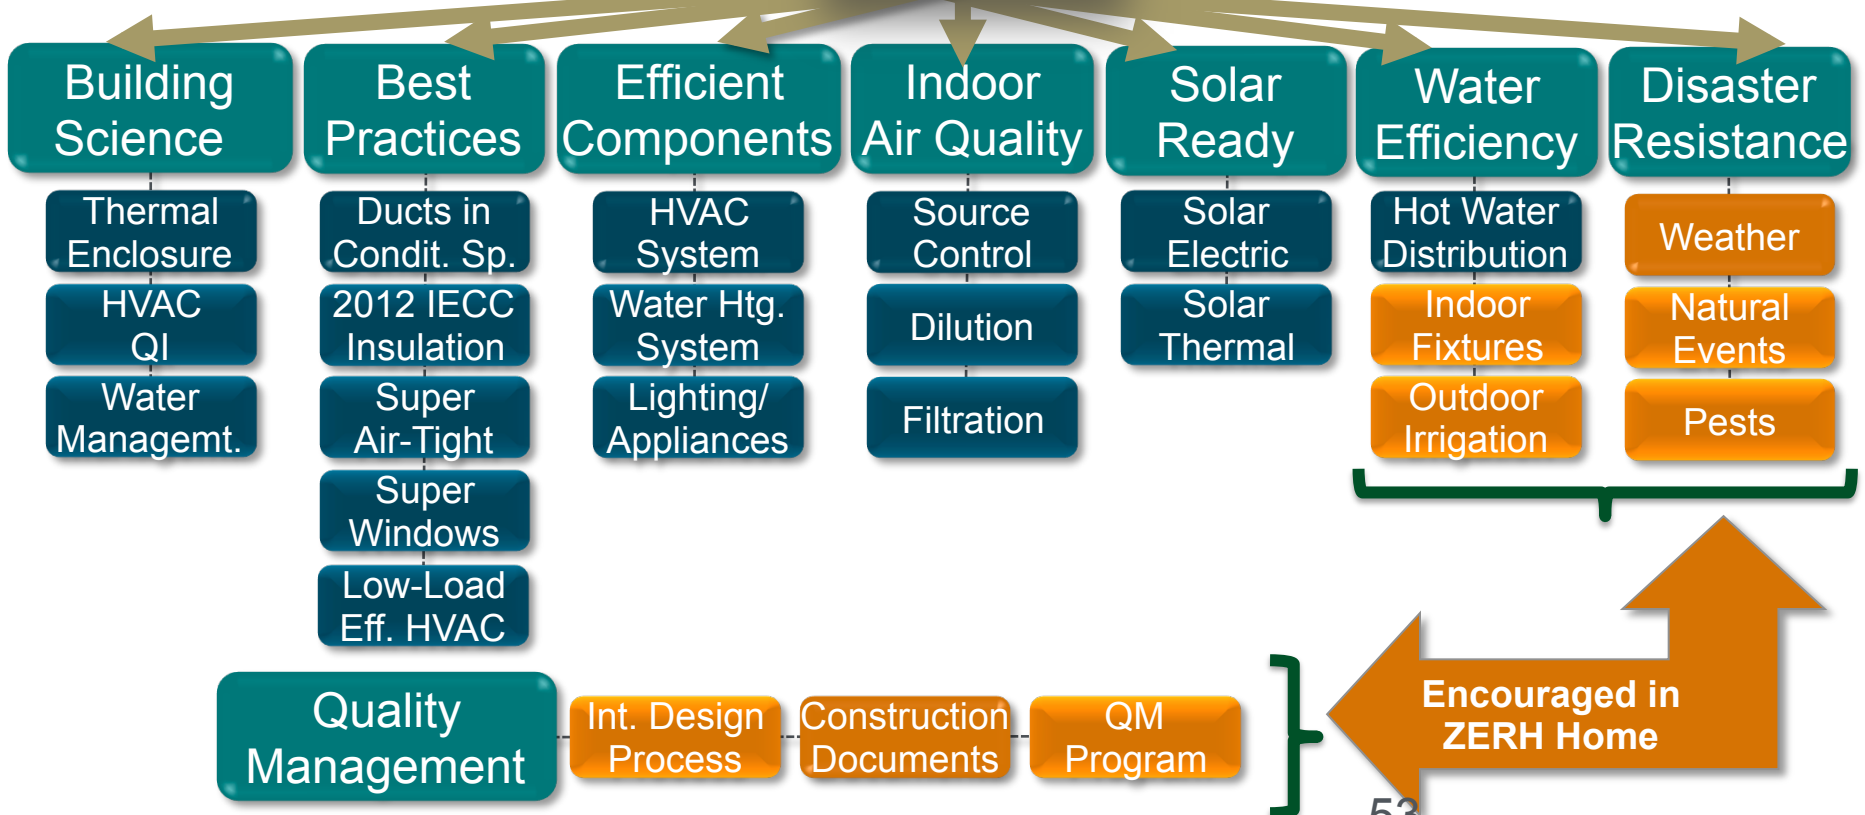 Building
Science
Best
Practices
Efficient
Components
Indoor
Air Quality
Solar
Ready
Water
Efficiency
Disaster
Resistance
Thermal
Enclosure
HVAC
QI
Water
Managemt.
Ducts in
Condit. Sp.
2012 IECC
Insulation
Super
Air-Tight
Super
Windows
Low-Load
Eff. HVAC
HVAC
System
Water Htg.
System
Lighting/
Appliances
Source
Control
Dilution
Filtration
Solar
Electric
Solar
Thermal
Hot Water
Distribution
Indoor
Fixtures
Outdoor
Irrigation
Weather
Natural
Events
Pests
Quality
Management
Int. Design
Process
Construction
Documents
QM
Program
Encouraged in
ZERH Home
53